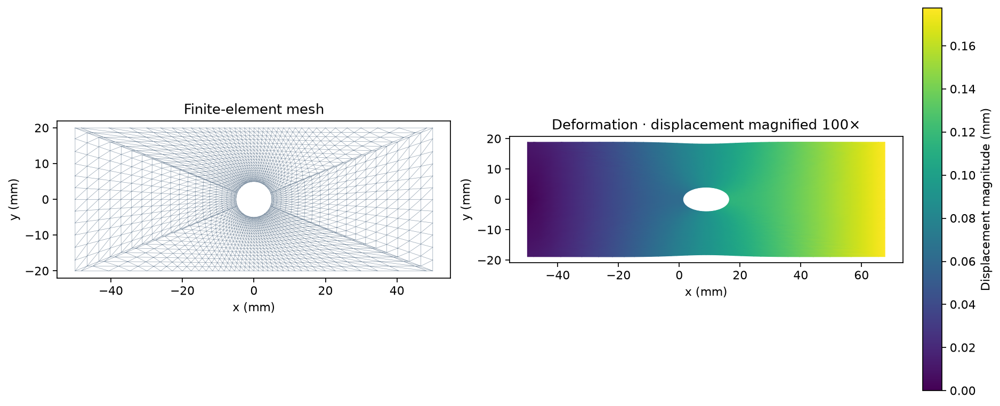 Finite-element mesh
20
10
0
−10
−20
y (mm)
−40 −20 0 20 40
x (mm)
Deformation · displacement magnified 100×
20
10
0
−10
−20
y (mm)
−40 −20 0 20 40 60
x (mm)
0.16
0.14
0.12
0.10
0.08
0.06
0.04
0.02
0.00
Displacement magnitude (mm)